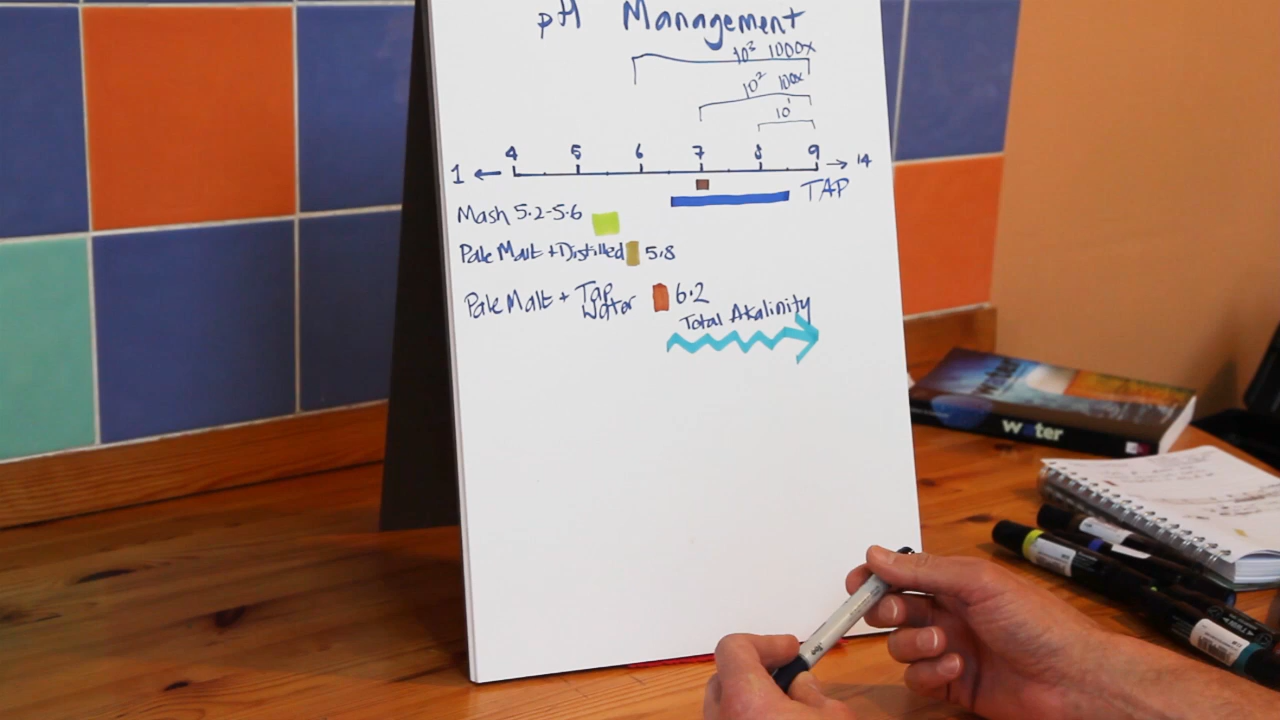 pH Management
10³ 1000x
10² 100x
10¹
4 5 6 7 8 9
1 ← → 14
TAP
Mash 5.2-5.6
Pale Malt + Distilled 5.8
Pale Malt + Tap Water 6.2
Total Akalinity
water
water